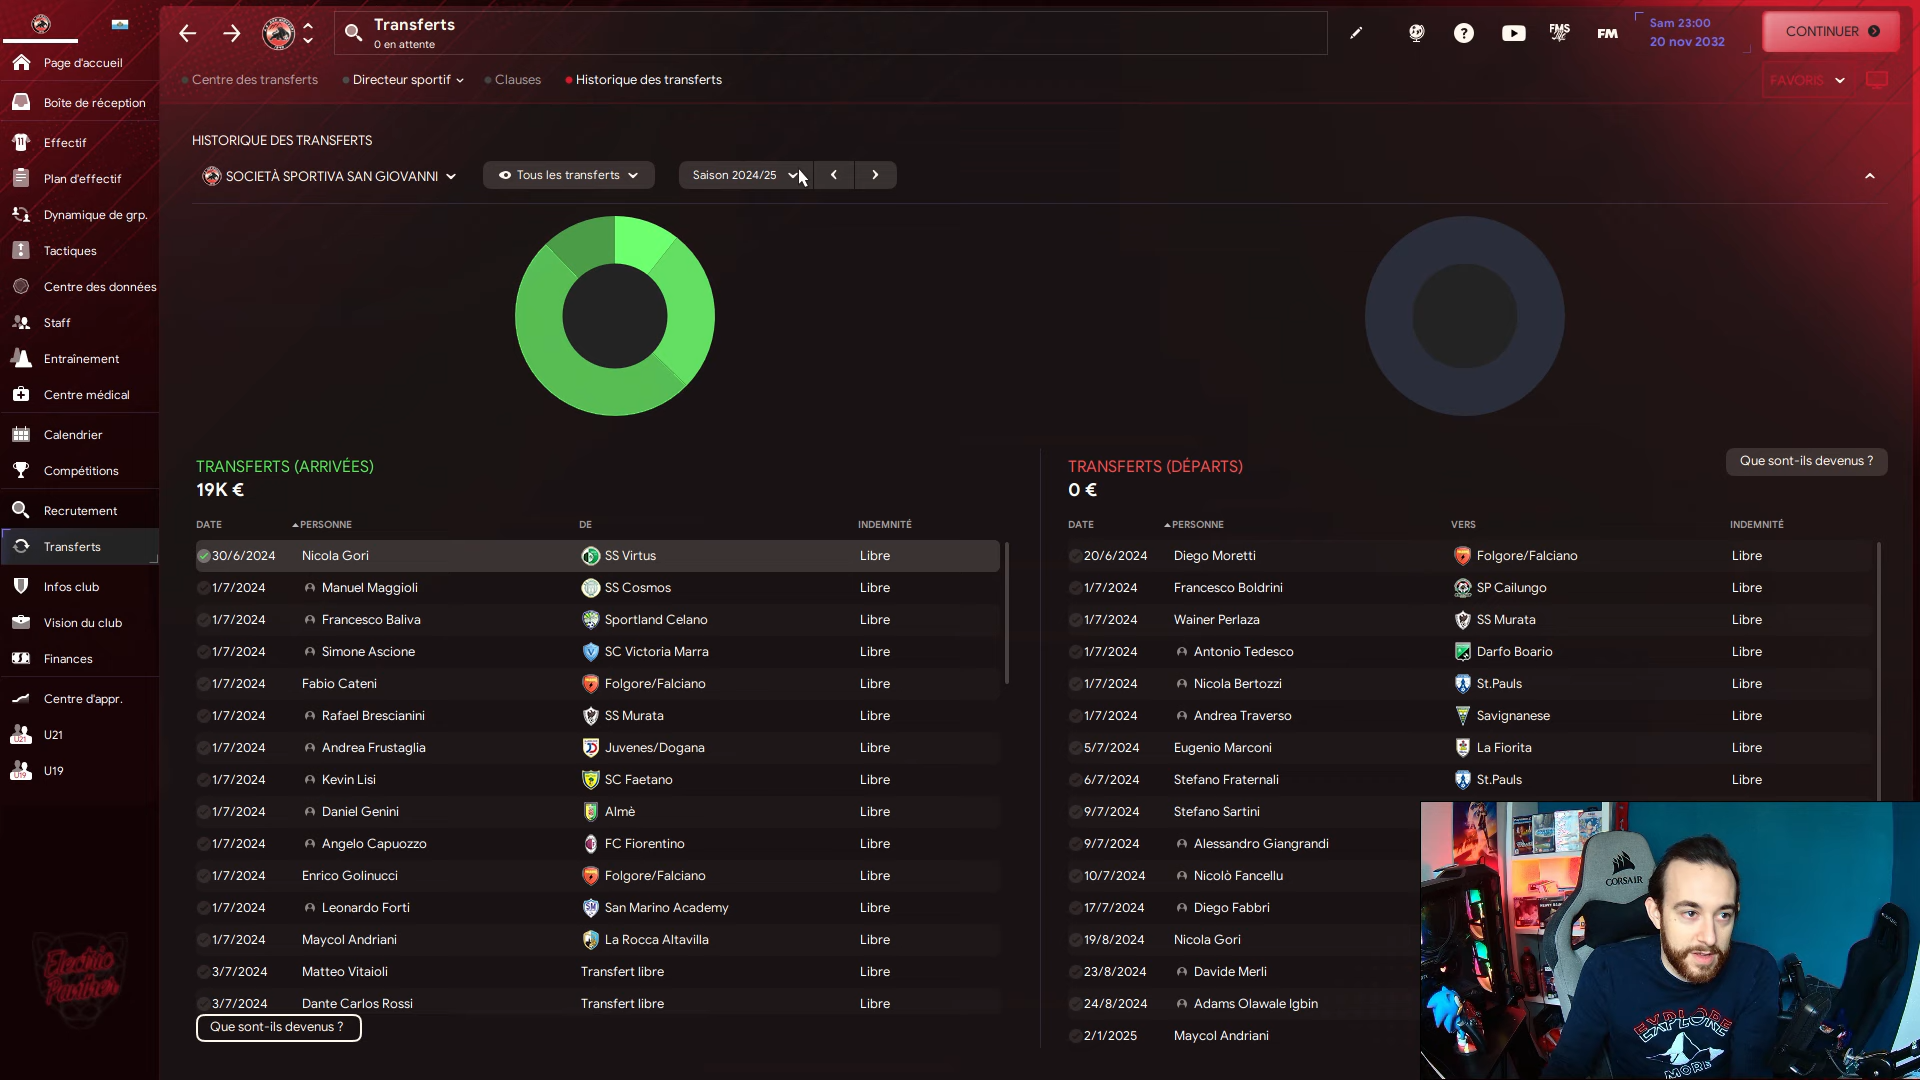 Transferts
0 en attente
Sam 23:00
20 nov 2032
CONTINUER
FM
Page d'accueil
Boîte de réception
Effectif
Plan d'effectif
Dynamique de grp.
Tactiques
Centre des données
Staff
Entraînement
Centre médical
Calendrier
Compétitions
Recrutement
Transferts
Infos club
Vision du club
Finances
Centre d'appr.
U21
U19
Centre des transferts
Directeur sportif
Clauses
Historique des transferts
FAVORIS
HISTORIQUE DES TRANSFERTS
SOCIETÀ SPORTIVA SAN GIOVANNI
Tous les transferts
Saison 2024/25
TRANSFERTS (ARRIVÉES)
19K €
DATE PERSONNE DE INDEMNITÉ
30/6/2024 Nicola Gori SS Virtus Libre
1/7/2024 Manuel Maggioli SS Cosmos Libre
1/7/2024 Francesco Baliva Sportland Celano Libre
1/7/2024 Simone Ascione SC Victoria Marra Libre
1/7/2024 Fabio Cateni Folgore/Falciano Libre
1/7/2024 Rafael Brescianini SS Murata Libre
1/7/2024 Andrea Frustaglia Juvenes/Dogana Libre
1/7/2024 Kevin Lisi SC Faetano Libre
1/7/2024 Daniel Genini Almè Libre
1/7/2024 Angelo Capuozzo FC Fiorentino Libre
1/7/2024 Enrico Golinucci Folgore/Falciano Libre
1/7/2024 Leonardo Forti San Marino Academy Libre
1/7/2024 Maycol Andriani La Rocca Altavilla Libre
3/7/2024 Matteo Vitaioli Transfert libre Libre
3/7/2024 Dante Carlos Rossi Transfert libre Libre
Que sont-ils devenus ?
TRANSFERTS (DÉPARTS)
0 €
Que sont-ils devenus ?
DATE PERSONNE VERS INDEMNITÉ
20/6/2024 Diego Moretti Folgore/Falciano Libre
1/7/2024 Francesco Boldrini SP Cailungo Libre
1/7/2024 Wainer Perlaza SS Murata Libre
1/7/2024 Antonio Tedesco Darfo Boario Libre
1/7/2024 Nicola Bertozzi St.Pauls Libre
1/7/2024 Andrea Traverso Savignanese Libre
5/7/2024 Eugenio Marconi La Fiorita Libre
6/7/2024 Stefano Fraternali St.Pauls Libre
9/7/2024 Stefano Sartini
9/7/2024 Alessandro Giangrandi
10/7/2024 Nicolò Fancellu
17/7/2024 Diego Fabbri
19/8/2024 Nicola Gori
23/8/2024 Davide Merli
24/8/2024 Adams Olawale Igbin
2/1/2025 Maycol Andriani
Electric
Panther
CORSAIR
EXPLORE
MORE